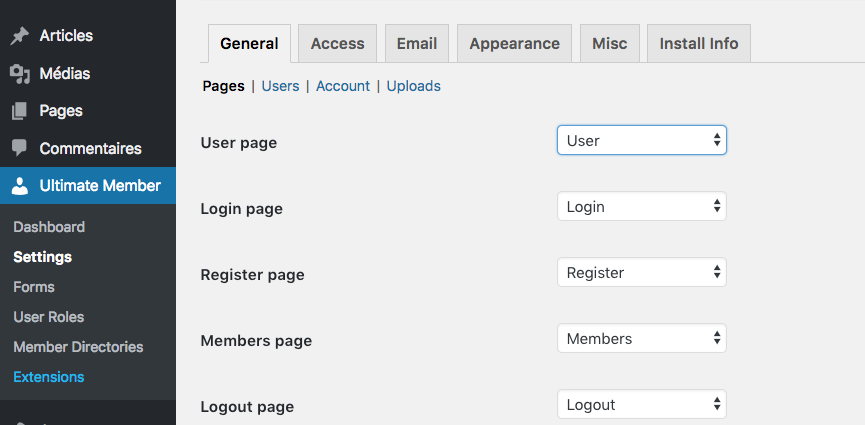 Articles
Médias
Pages
Commentaires
Ultimate Member
Dashboard
Settings
Forms
User Roles
Member Directories
Extensions
General Access Email Appearance Misc Install Info
Pages | Users | Account | Uploads
User page User
Login page Login
Register page Register
Members page Members
Logout page Logout